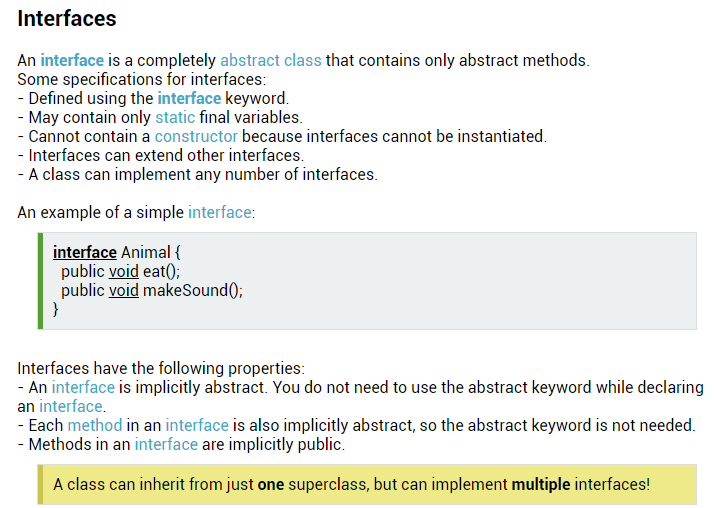 Interfaces
An interface is a completely abstract class that contains only abstract methods.
Some specifications for interfaces:
- Defined using the interface keyword.
- May contain only static final variables.
- Cannot contain a constructor because interfaces cannot be instantiated.
- Interfaces can extend other interfaces.
- A class can implement any number of interfaces.
An example of a simple interface:
interface Animal {
public void eat();
public void makeSound();
}
Interfaces have the following properties:
- An interface is implicitly abstract. You do not need to use the abstract keyword while declaring
an interface.
- Each method in an interface is also implicitly abstract, so the abstract keyword is not needed.
- Methods in an interface are implicitly public.
A class can inherit from just one superclass, but can implement multiple interfaces!